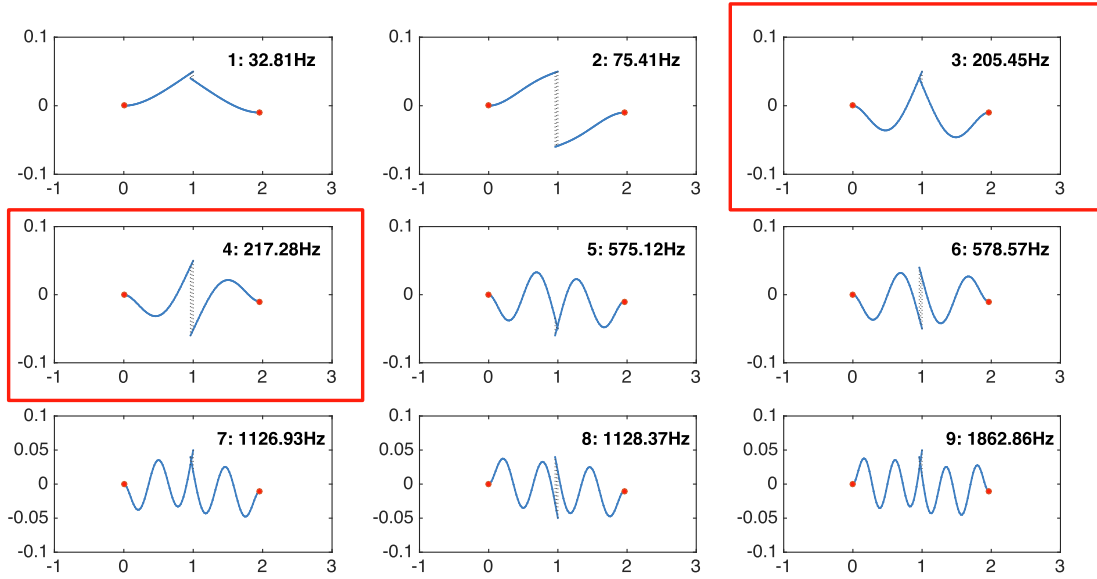 0.1
0
-0.1
-1 0 1 2 3
1: 32.81Hz
0.1
0
-0.1
-1 0 1 2 3
2: 75.41Hz
0.1
0
-0.1
-1 0 1 2 3
3: 205.45Hz
0.1
0
-0.1
-1 0 1 2 3
4: 217.28Hz
0.1
0
-0.1
-1 0 1 2 3
5: 575.12Hz
0.1
0
-0.1
-1 0 1 2 3
6: 578.57Hz
0.1
0.05
0
-0.05
-0.1
-1 0 1 2 3
7: 1126.93Hz
0.1
0.05
0
-0.05
-0.1
-1 0 1 2 3
8: 1128.37Hz
0.1
0.05
0
-0.05
-0.1
-1 0 1 2 3
9: 1862.86Hz